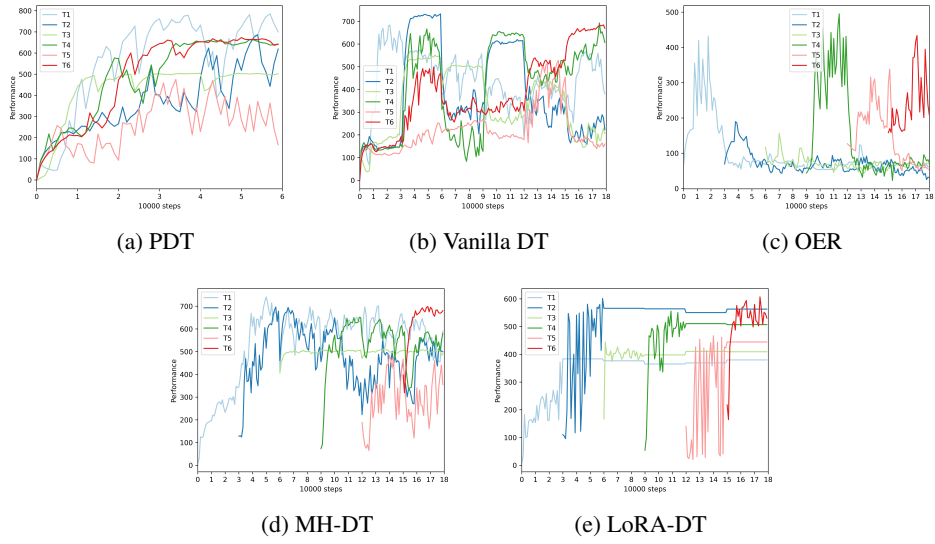 T1
T2
T3
T4
T5
T6
Performance
0
100
200
300
400
500
600
700
800
0 1 2 3 4 5 6
10000 steps
(a) PDT
T1
T2
T3
T4
T5
T6
Performance
0
100
200
300
400
500
600
700
0 1 2 3 4 5 6 7 8 9 10 11 12 13 14 15 16 17 18
10000 steps
(b) Vanilla DT
T1
T2
T3
T4
T5
T6
Performance
0
100
200
300
400
500
0 1 2 3 4 5 6 7 8 9 10 11 12 13 14 15 16 17 18
10000 steps
(c) OER
T1
T2
T3
T4
T5
T6
Performance
0
100
200
300
400
500
600
700
0 1 2 3 4 5 6 7 8 9 10 11 12 13 14 15 16 17 18
10000 steps
(d) MH-DT
T1
T2
T3
T4
T5
T6
Performance
0
100
200
300
400
500
600
0 1 2 3 4 5 6 7 8 9 10 11 12 13 14 15 16 17 18
10000 steps
(e) LoRA-DT